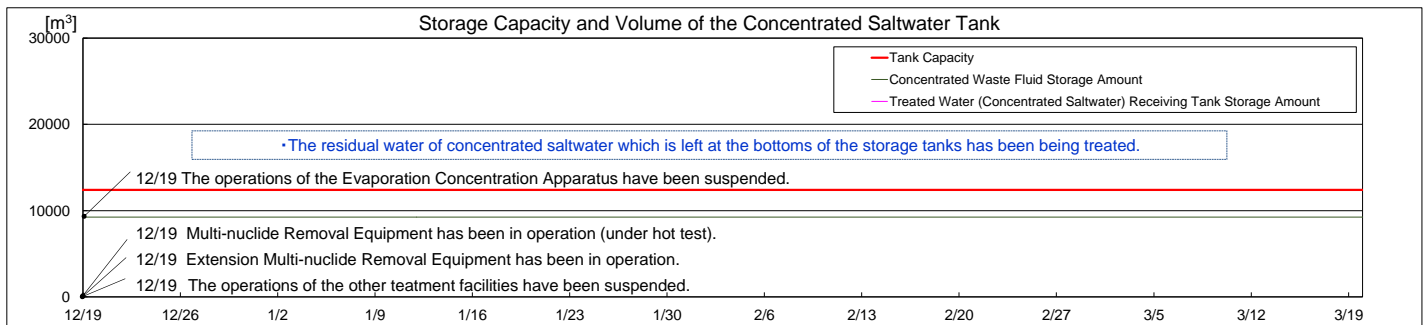 Storage Capacity and Volume of the Concentrated Saltwater Tank
[m³]
30000
20000
10000
0
Tank Capacity
Concentrated Waste Fluid Storage Amount
Treated Water (Concentrated Saltwater) Receiving Tank Storage Amount
・The residual water of concentrated saltwater which is left at the bottoms of the storage tanks has been being treated.
12/19 The operations of the Evaporation Concentration Apparatus have been suspended.
12/19 Multi-nuclide Removal Equipment has been in operation (under hot test).
12/19 Extension Multi-nuclide Removal Equipment has been in operation.
12/19 The operations of the other teatment facilities have been suspended.
12/19 12/26 1/2 1/9 1/16 1/23 1/30 2/6 2/13 2/20 2/27 3/5 3/12 3/19